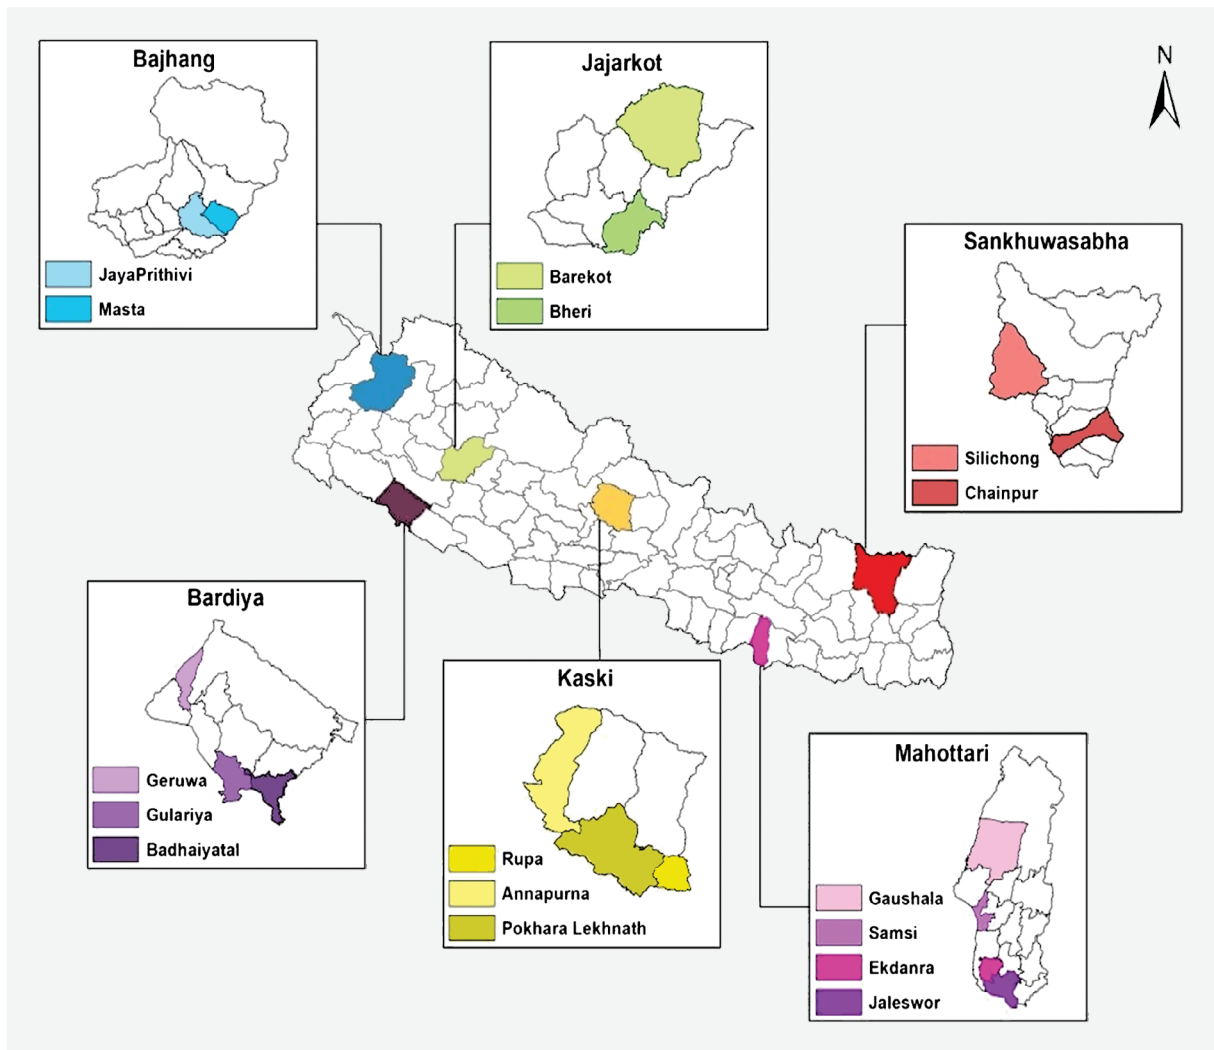 Bajhang
JayaPrithivi
Masta
Jajarkot
Barekot
Bheri
N
Sankhuwasabha
Silichong
Chainpur
Bardiya
Geruwa
Gulariya
Badhaiyatal
Kaski
Rupa
Annapurna
Pokhara Lekhnath
Mahottari
Gaushala
Samsi
Ekdanra
Jaleswor